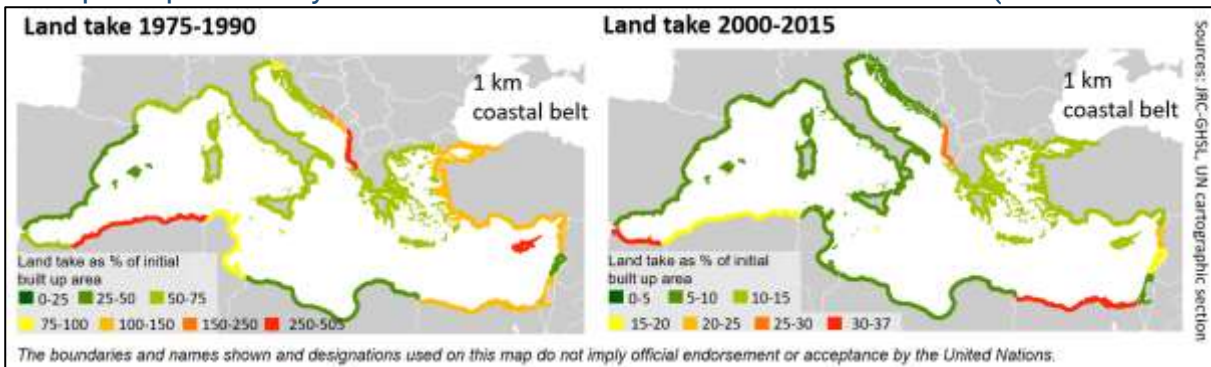 Land take 1975-1990
1 km
coastal belt
Land take as % of initial
built up area
0-25 25-50 50-75
75-100 100-150 150-250 250-505
Land take 2000-2015
1 km
coastal belt
Land take as % of initial
built up area
0-5 5-10 10-15
15-20 20-25 25-30 30-37
Sources: JRC-GHSL, UN cartographic section
The boundaries and names shown and designations used on this map do not imply official endorsement or acceptance by the United Nations.